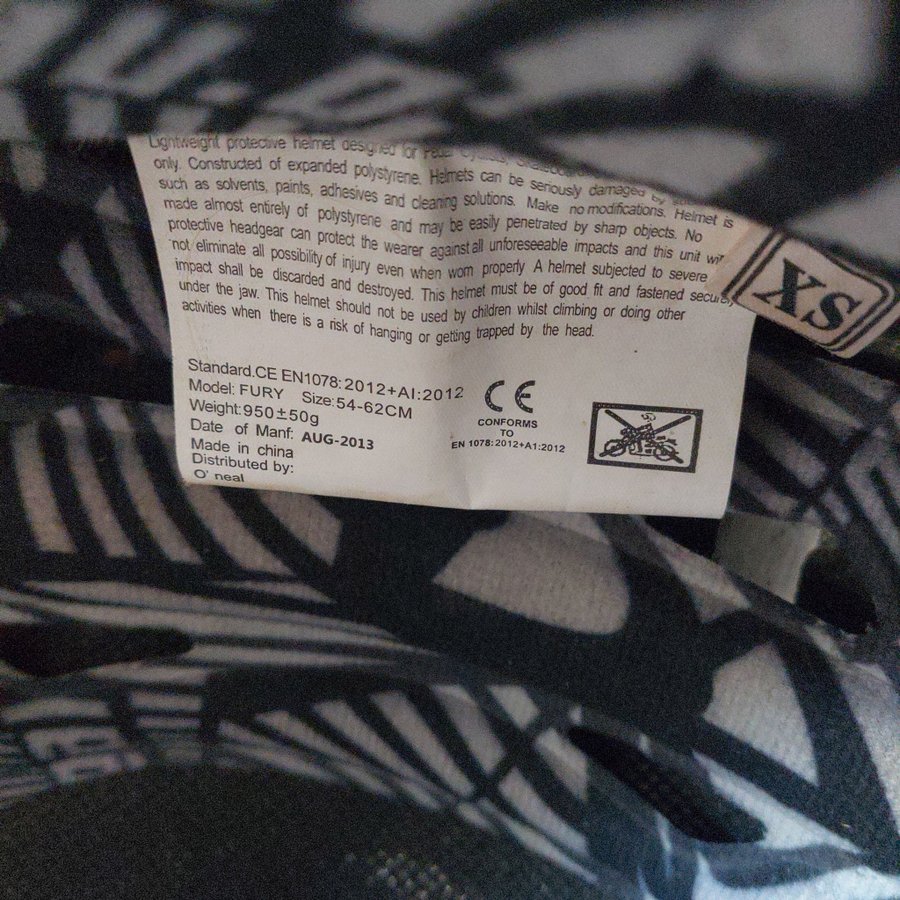 Lightweight protective helmet designed for Pedal Cyclists,
only. Constructed of expanded polystyrene. Helmets can be seriously damaged by
such as solvents, paints, adhesives and cleaning solutions. Make no modifications. Helmet is
made almost entirely of polystyrene and may be easily penetrated by sharp objects. No
protective headgear can protect the wearer against all unforeseeable impacts and this unit
not eliminate all possibility of injury even when worn properly A helmet subjected to severe
impact shall be discarded and destroyed. This helmet must be of good fit and fastened securely
under the jaw. This helmet should not be used by children whilst climbing or doing other
activities when there is a risk of hanging or getting trapped by the head.
XS
Standard.CE EN1078:2012+AI:2012
Model: FURY Size:54-62CM
Weight:950±50g
Date of Manf: AUG-2013
Made in china
Distributed by:
O' neal
CE
CONFORMS
TO
EN 1078:2012+A1:2012